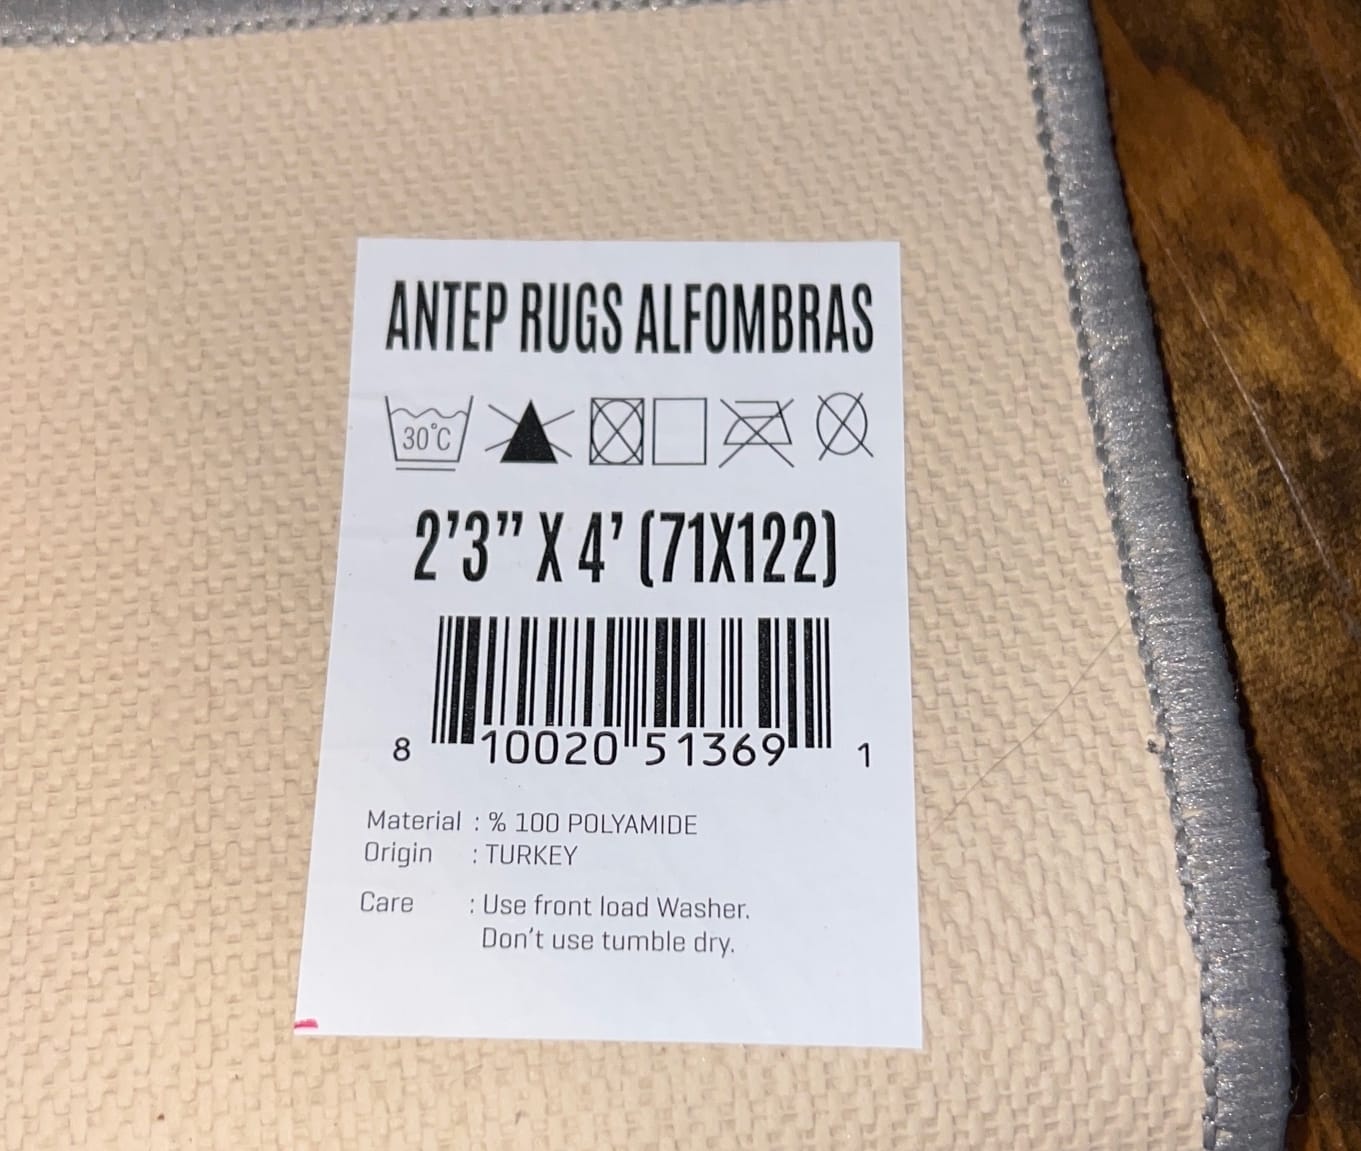 ANTEP RUGS ALFOMBRAS
30°C
2'3" X 4' (71X122)
8 10020 51369 1
Material : % 100 POLYAMIDE
Origin : TURKEY
Care : Use front load Washer.
Don't use tumble dry.